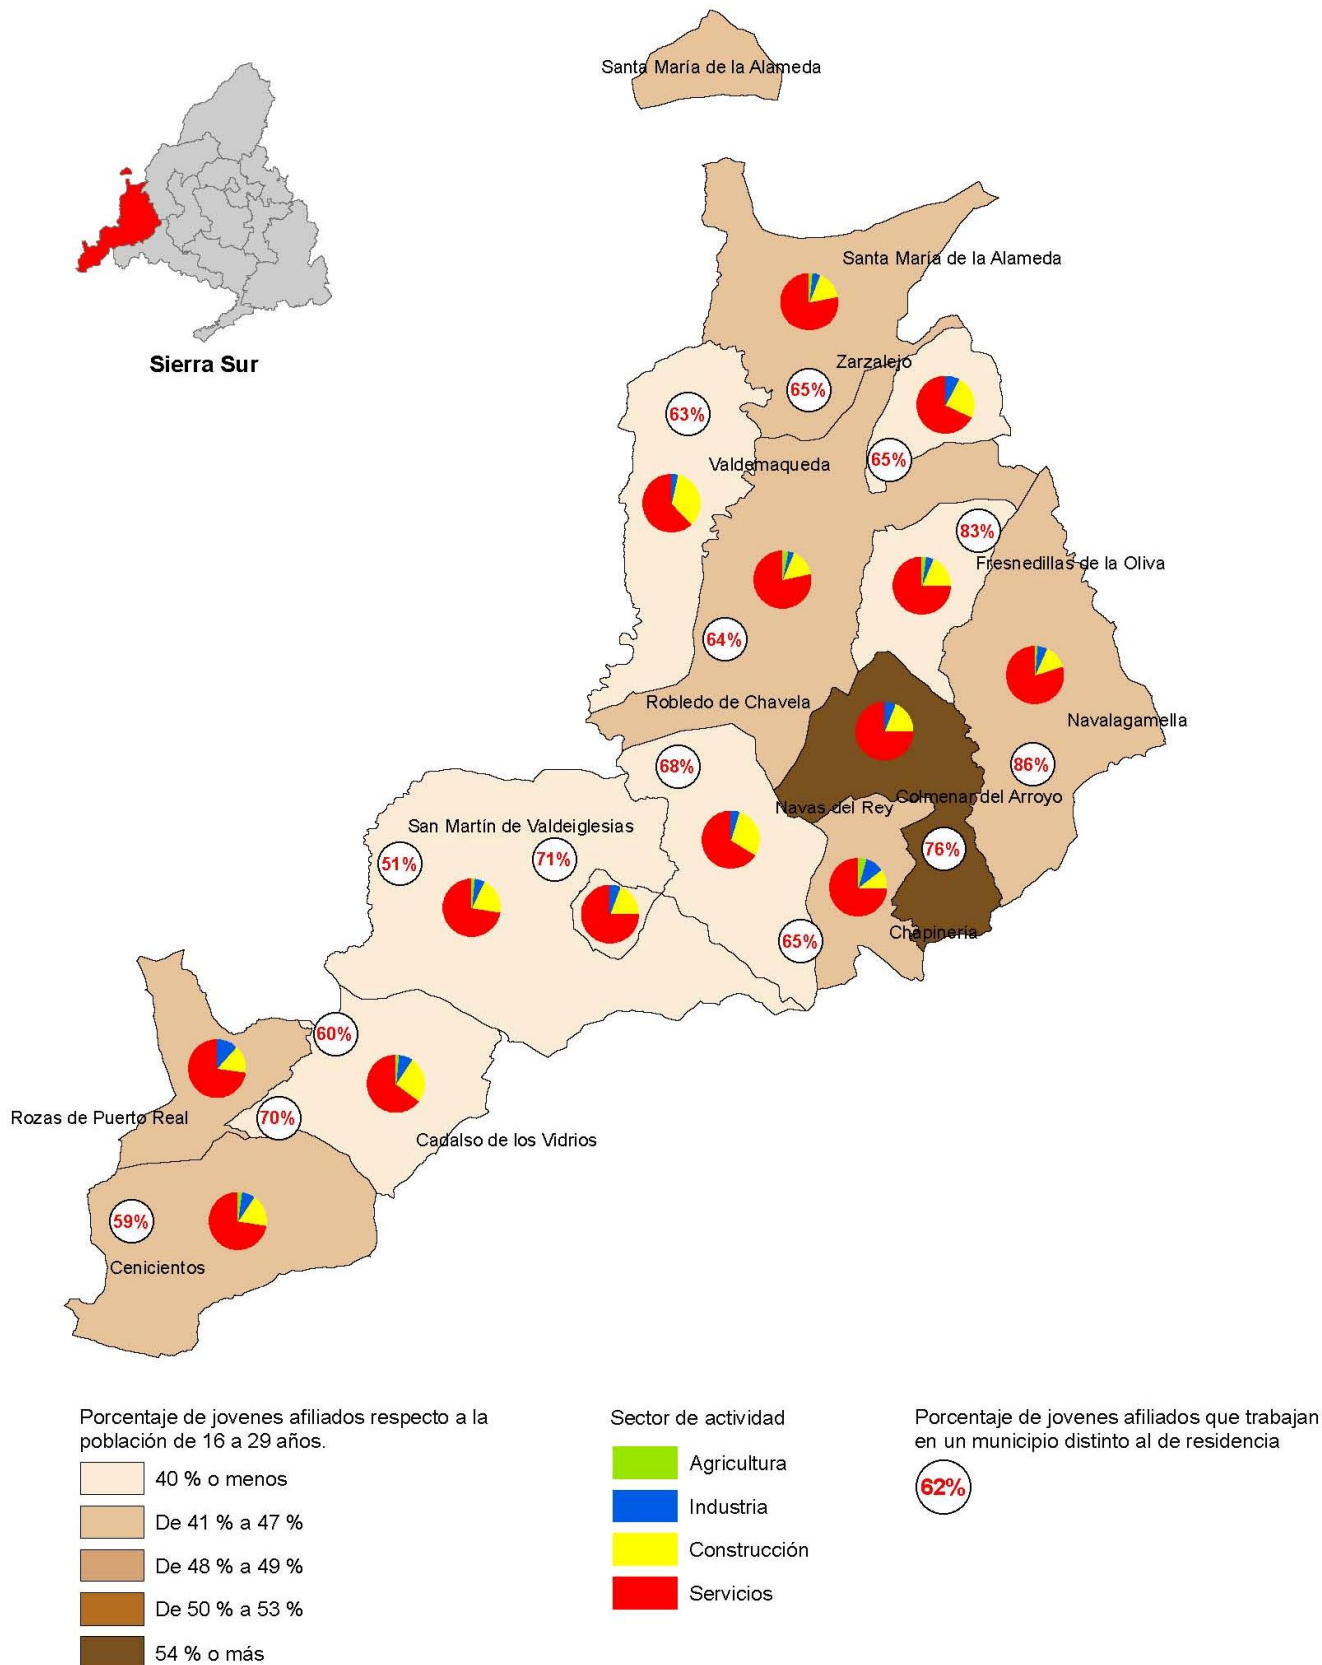 Santa María de la Alameda
Sierra Sur
Santa María de la Alameda
Zarzalejo
65%
63%
Valdemaqueda
65%
83%
Fresnedillas de la Oliva
64%
Robledo de Chavela
Navalagamella
86%
68%
Colmenar del Arroyo
Navas del Rey
San Martín de Valdeiglesias
51%
71%
76%
Chapinería
65%
60%
Rozas de Puerto Real
70%
Cadalso de los Vidrios
59%
Cenicientos
Porcentaje de jovenes afiliados respecto a la
población de 16 a 29 años.
40 % o menos
De 41 % a 47 %
De 48 % a 49 %
De 50 % a 53 %
54 % o más
Sector de actividad
Agricultura
Industria
Construcción
Servicios
Porcentaje de jovenes afiliados que trabajan
en un municipio distinto al de residencia
62%